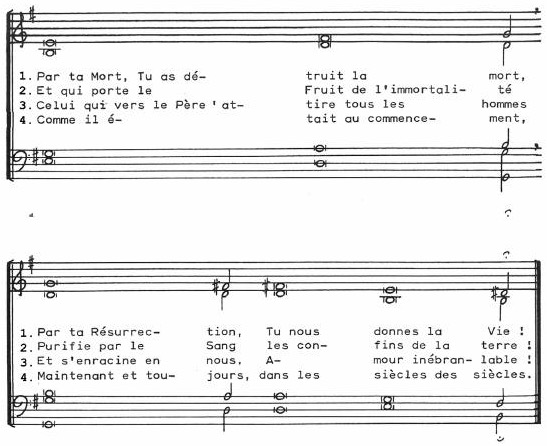 1. Par ta Mort, Tu as dé- truit la mort,
2. Et qui porte le Fruit de l'immortali- té
3. Celui qui vers le Père 'at- tire tous les hommes
4. Comme il é- tait au commence- ment,
1. Par ta Résurrec- tion, Tu nous donnes la Vie !
2. Purifie par le Sang les con- fins de la terre !
3. Et s'enracine en nous, A- mour inébran- lable !
4. Maintenant et tou- jours, dans les siècles des siècles.